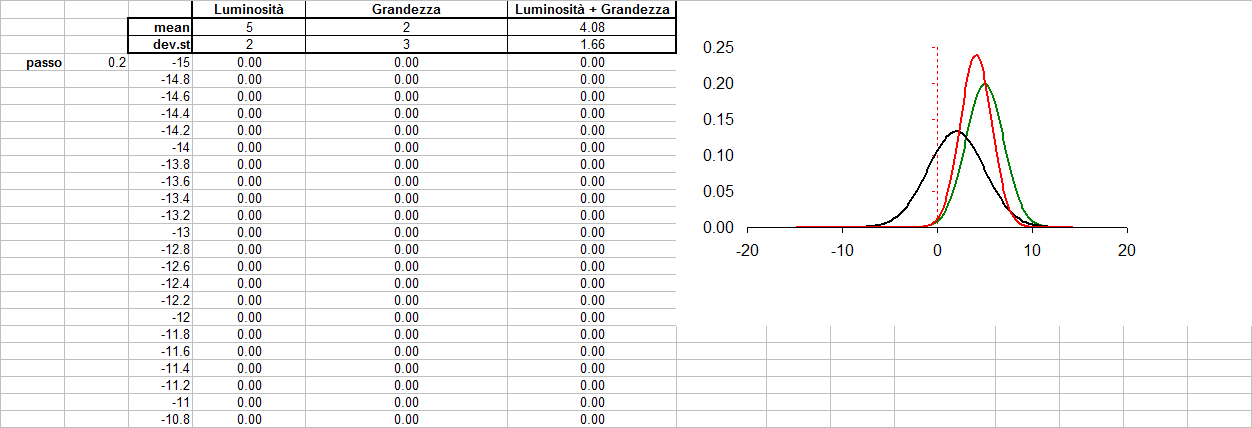 Luminosità Grandezza Luminosità + Grandezza
mean 5 2 4.08
dev.st 2 3 1.66
passo 0.2 -15 0.00 0.00 0.00
-14.8 0.00 0.00 0.00
-14.6 0.00 0.00 0.00
-14.4 0.00 0.00 0.00
-14.2 0.00 0.00 0.00
-14 0.00 0.00 0.00
-13.8 0.00 0.00 0.00
-13.6 0.00 0.00 0.00
-13.4 0.00 0.00 0.00
-13.2 0.00 0.00 0.00
-13 0.00 0.00 0.00
-12.8 0.00 0.00 0.00
-12.6 0.00 0.00 0.00
-12.4 0.00 0.00 0.00
-12.2 0.00 0.00 0.00
-12 0.00 0.00 0.00
-11.8 0.00 0.00 0.00
-11.6 0.00 0.00 0.00
-11.4 0.00 0.00 0.00
-11.2 0.00 0.00 0.00
-11 0.00 0.00 0.00
-10.8 0.00 0.00 0.00
0.25
0.20
0.15
0.10
0.05
0.00
-20 -10 0 10 20